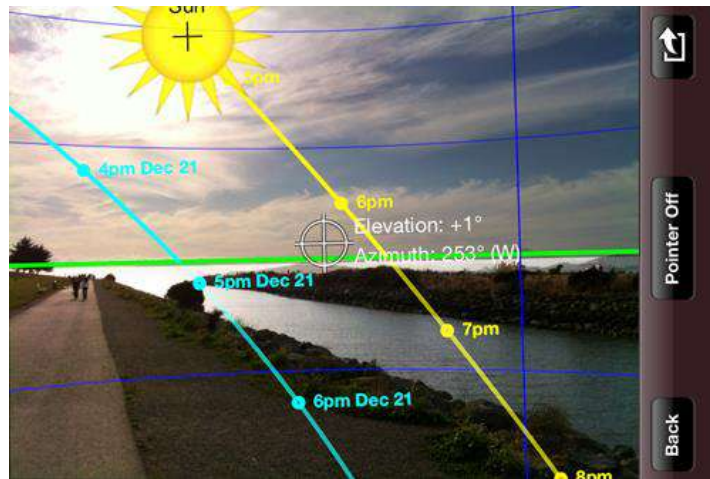 Sun
5pm
4pm Dec 21
6pm
Elevation: +1°
Azimuth: 253° (W)
5pm Dec 21
7pm
6pm Dec 21
8pm
Pointer Off
Back